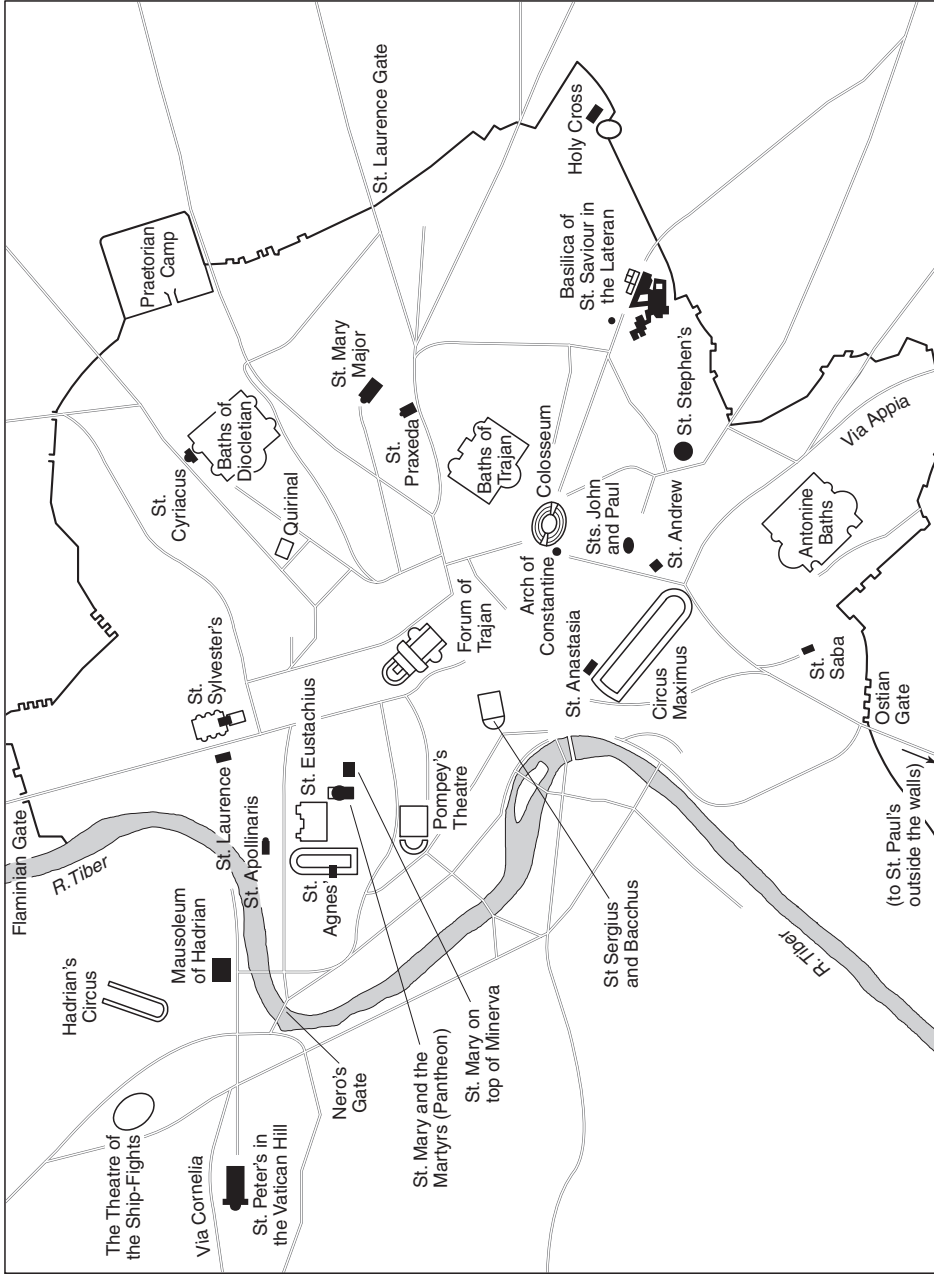 Flaminian Gate
R. Tiber
Hadrian's
Circus
The Theatre of
the Ship-Fights
Mausoleum
of Hadrian
Via Cornelia
St. Peter's in
the Vatican Hill
Nero's
Gate
St. Laurence
St. Apollinaris
St.
Sylvester's
St. Eustachius
St.
Agnes'
St. Mary and the
Martyrs (Pantheon)
St. Mary on
top of Minerva
Pompey's
Theatre
St Sergius
and Bacchus
St.
Cyriacus
Praetorian
Camp
Baths of
Diocletian
Quirinal
St. Mary
Major
St.
Praxeda
St. Laurence Gate
Forum of
Trajan
Baths of
Trajan
Colosseum
Arch of
Constantine
Sts. John
and Paul
St. Andrew
St. Anastasia
Circus
Maximus
Basilica of
St. Saviour in
the Lateran
Holy Cross
St. Stephen's
Via Appia
Antonine
Baths
St.
Saba
Ostian
Gate
(to St. Paul's
outside the walls)
R. Tiber